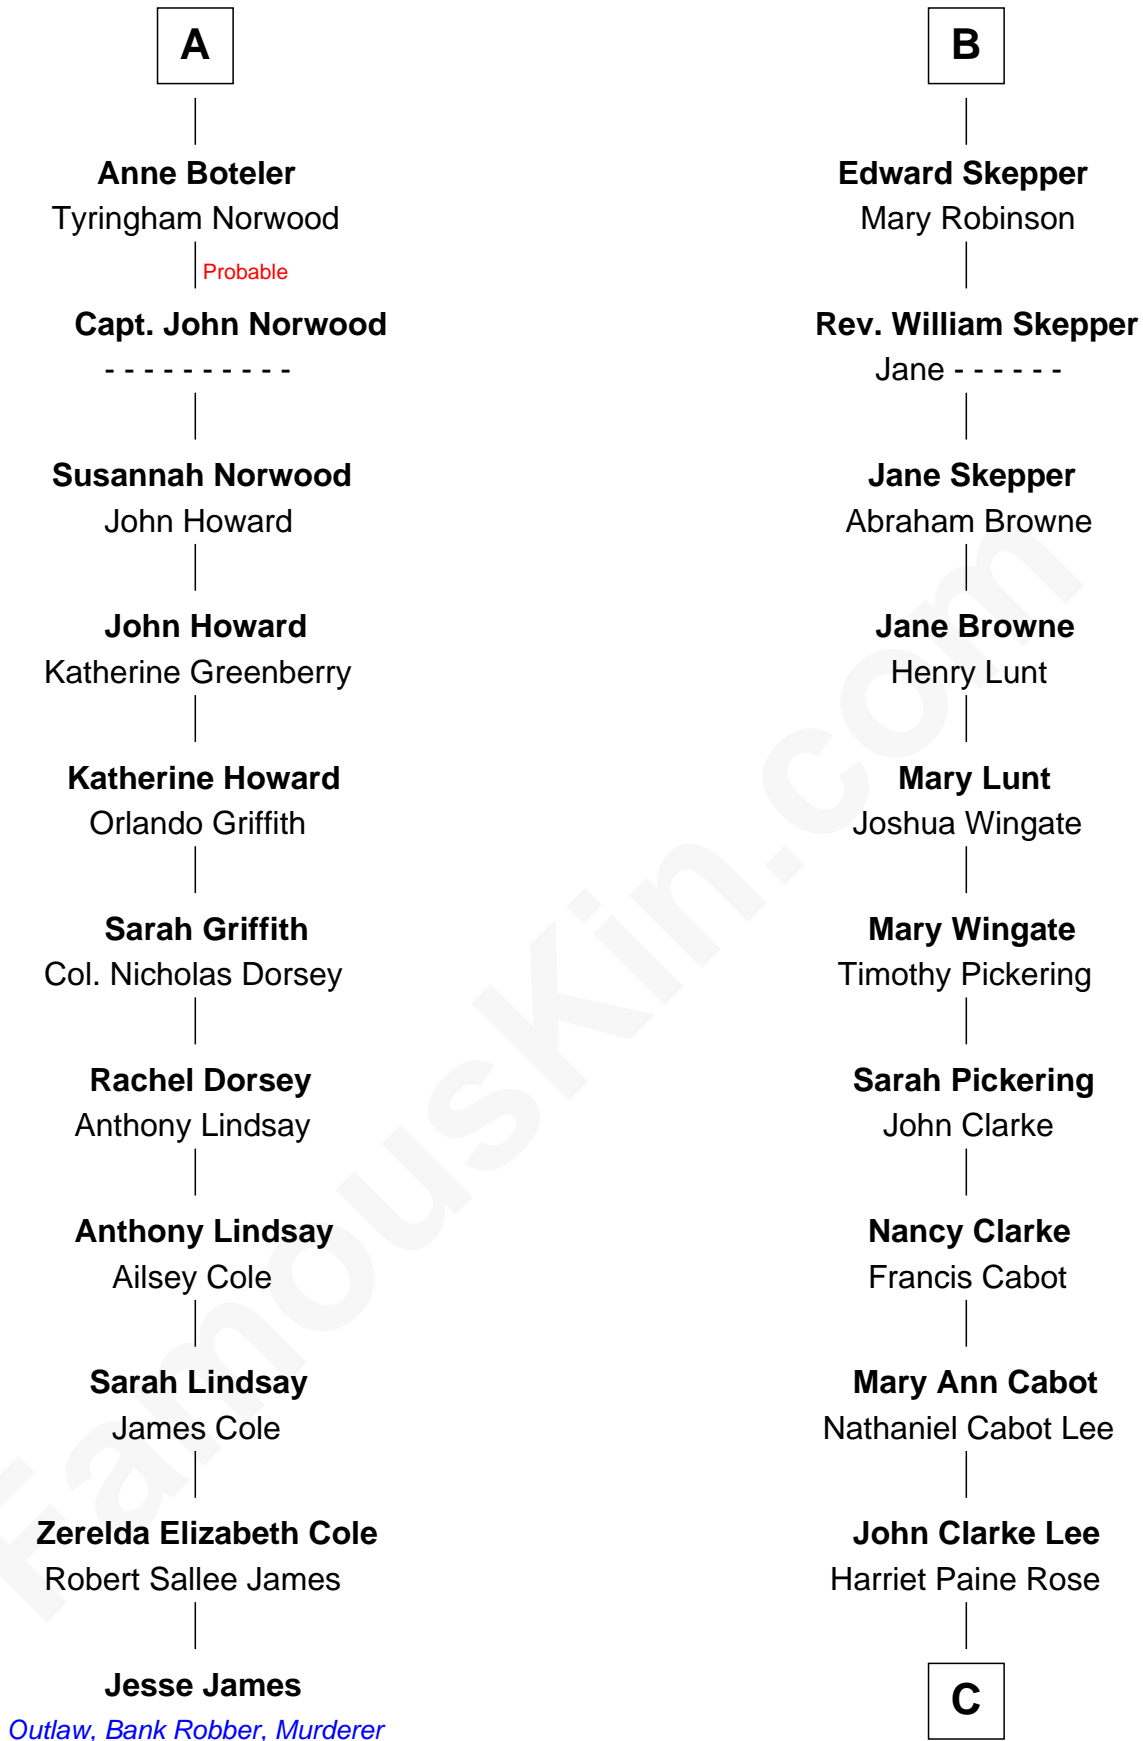 A
Anne Boteler
Tyringham Norwood
Probable
Capt. John Norwood
- - - - - - - - - -
Susannah Norwood
John Howard
John Howard
Katherine Greenberry
Katherine Howard
Orlando Griffith
Sarah Griffith
Col. Nicholas Dorsey
Rachel Dorsey
Anthony Lindsay
Anthony Lindsay
Ailsey Cole
Sarah Lindsay
James Cole
Zerelda Elizabeth Cole
Robert Sallee James
Jesse James
Outlaw, Bank Robber, Murderer
B
Edward Skepper
Mary Robinson
Rev. William Skepper
Jane - - - - - -
Jane Skepper
Abraham Browne
Jane Browne
Henry Lunt
Mary Lunt
Joshua Wingate
Mary Wingate
Timothy Pickering
Sarah Pickering
John Clarke
Nancy Clarke
Francis Cabot
Mary Ann Cabot
Nathaniel Cabot Lee
John Clarke Lee
Harriet Paine Rose
C
FamousKin.com